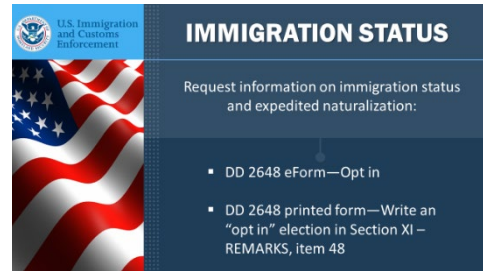 U.S. Immigration
and Customs
Enforcement
IMMIGRATION STATUS
Request information on immigration status
and expedited naturalization:
▪ DD 2648 eForm—Opt in
▪ DD 2648 printed form—Write an
“opt in” election in Section XI –
REMARKS, item 48